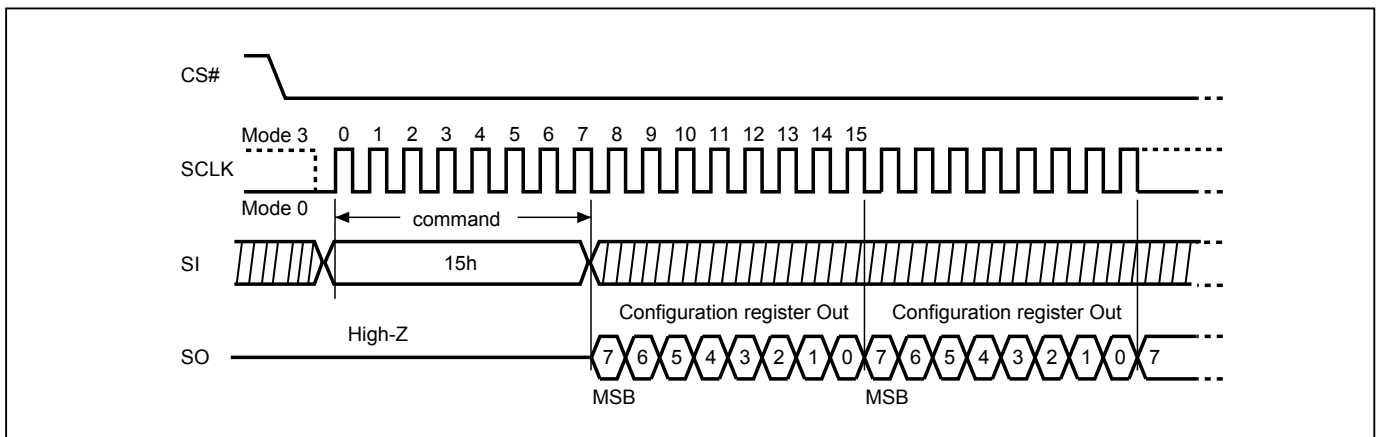 CS#
Mode 3 0 1 2 3 4 5 6 7 8 9 10 11 12 13 14 15
SCLK
Mode 0
command
SI 15h
Configuration register Out Configuration register Out
High-Z
SO 7 6 5 4 3 2 1 0 7 6 5 4 3 2 1 0 7
MSB MSB